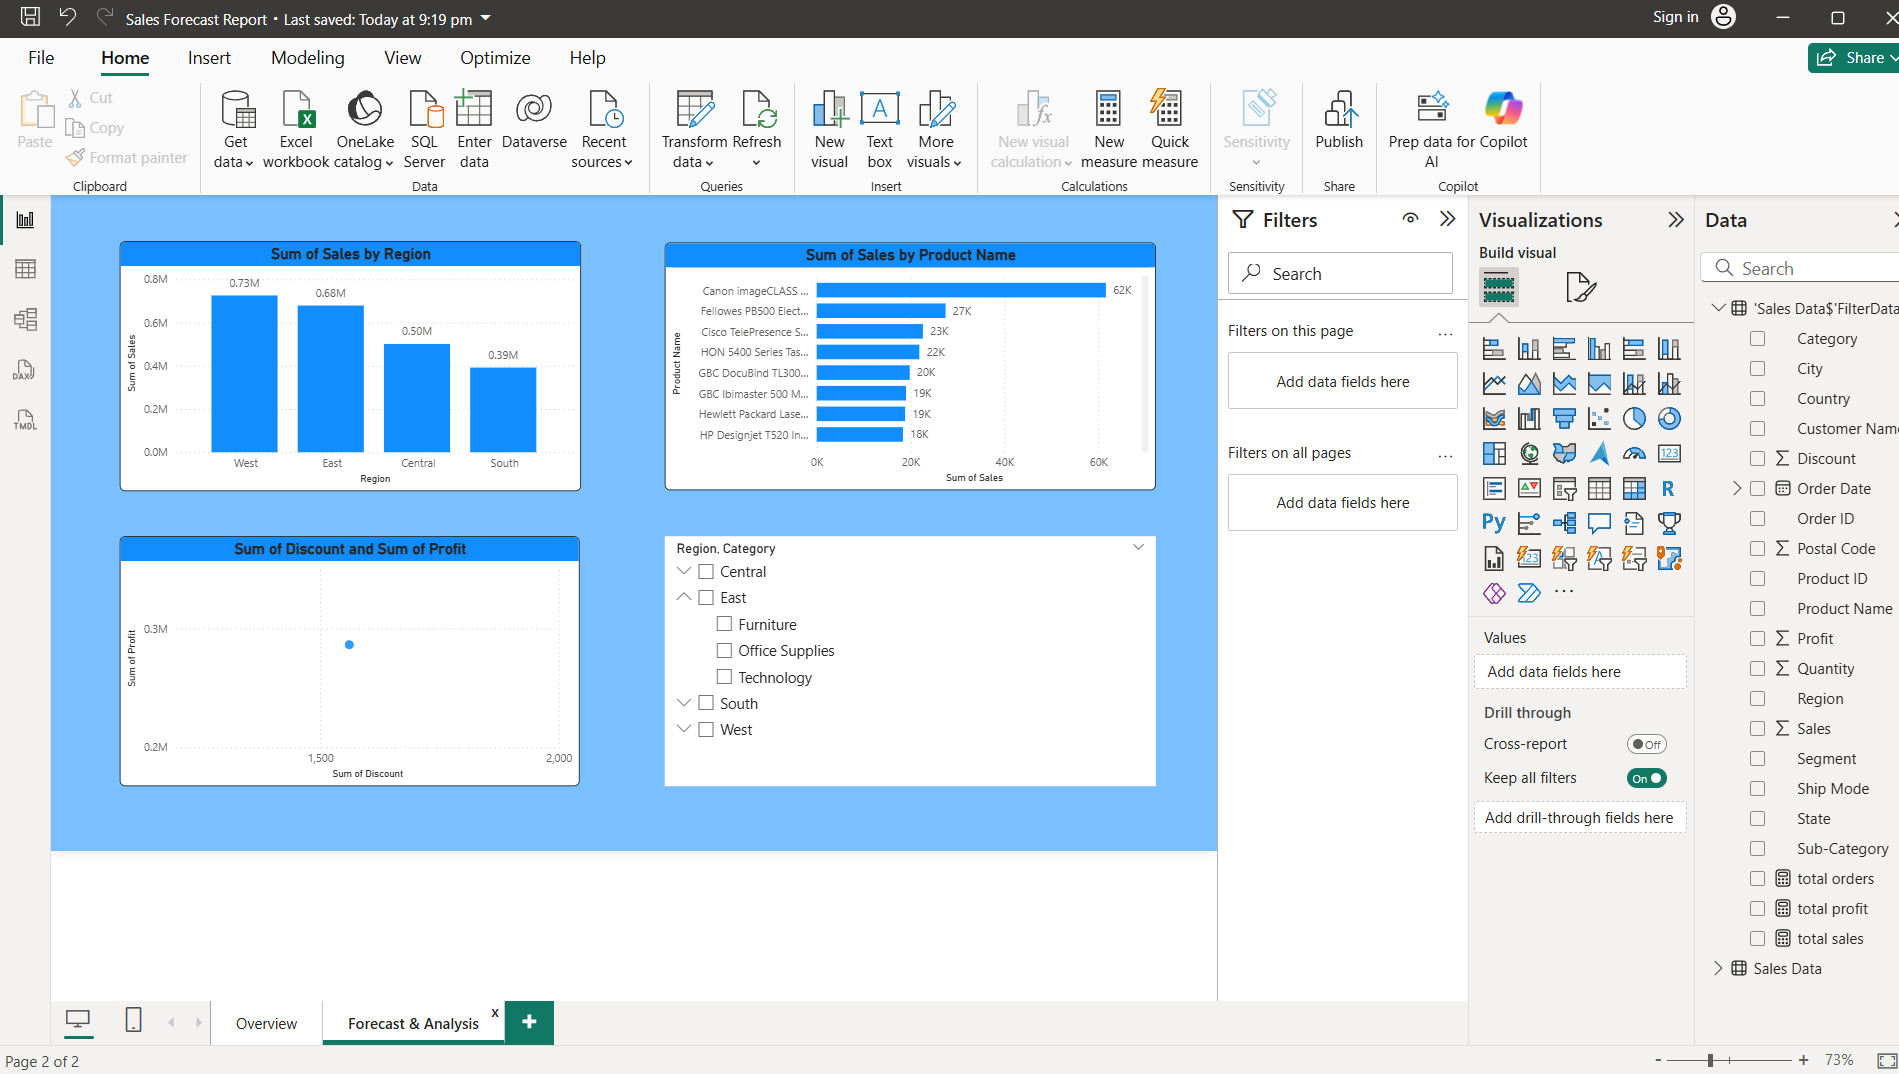 Sales Forecast Report • Last saved: Today at 9:19 pm
Sign in
File
Home
Insert
Modeling
View
Optimize
Help
Share
Paste
Cut
Copy
Format painter
Clipboard
Get data
Excel workbook
OneLake catalog
SQL Server
Enter data
Dataverse
Recent sources
Data
Transform data
Refresh
Queries
New visual
Text box
More visuals
Insert
New visual calculation
New measure
Quick measure
Calculations
Sensitivity
Sensitivity
Publish
Share
Prep data for AI
Copilot
Copilot
DAX
TMDL
Sum of Sales by Region
Sum of Sales
0.8M
0.6M
0.4M
0.2M
0.0M
0.73M
0.68M
0.50M
0.39M
West
East
Central
South
Region
Sum of Sales by Product Name
Product Name
Canon imageCLASS ...
62K
Fellowes PB500 Elect...
27K
Cisco TelePresence S...
23K
HON 5400 Series Tas...
22K
GBC DocuBind TL300...
20K
GBC Ibimaster 500 M...
19K
Hewlett Packard Lase...
19K
HP Designjet T520 In...
18K
0K
20K
40K
60K
Sum of Sales
Sum of Discount and Sum of Profit
Sum of Profit
0.3M
0.2M
1,500
2,000
Sum of Discount
Region, Category
Central
East
Furniture
Office Supplies
Technology
South
West
Filters
Search
Filters on this page
...
Add data fields here
Filters on all pages
...
Add data fields here
Visualizations
Build visual
123
R
Py
123
...
Values
Add data fields here
Drill through
Cross-report
Off
Keep all filters
On
Add drill-through fields here
Data
Search
'Sales Data$'FilterData
Category
City
Country
Customer Name
Discount
Order Date
Order ID
Postal Code
Product ID
Product Name
Profit
Quantity
Region
Sales
Segment
Ship Mode
State
Sub-Category
total orders
total profit
total sales
Sales Data
Overview
Forecast & Analysis
x
+
Page 2 of 2
-
+
73%